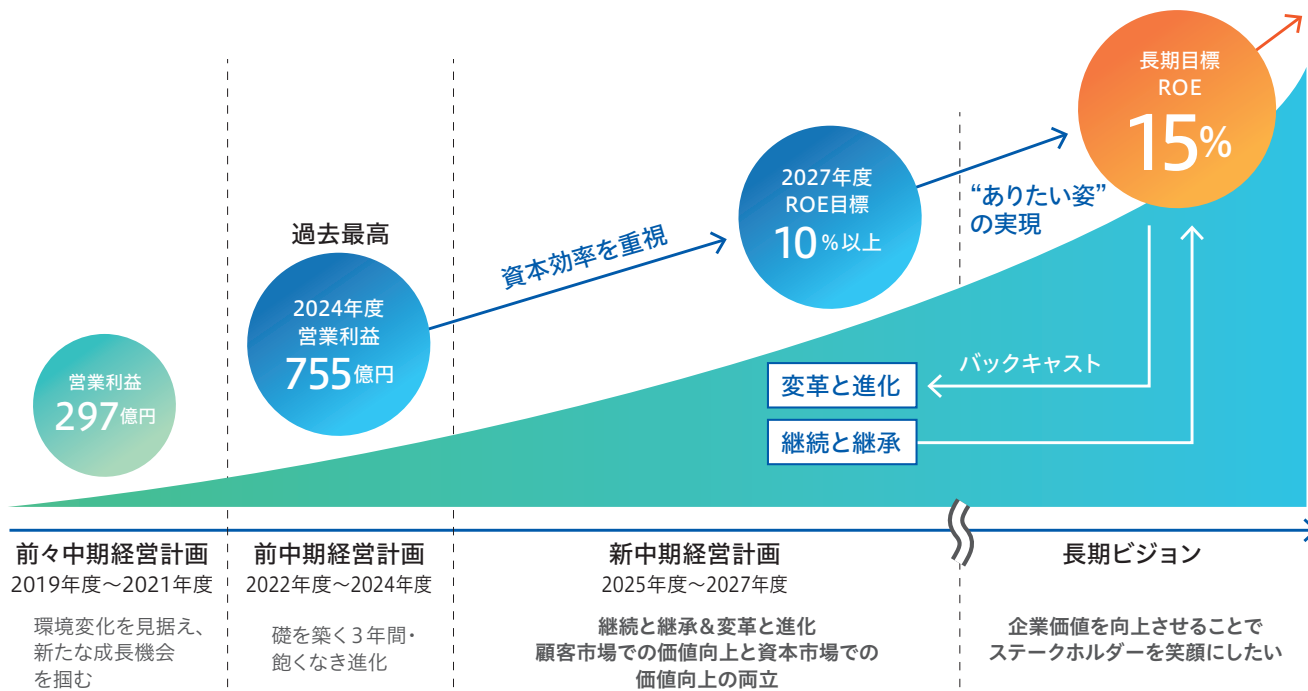 過去最高
営業利益
297億円
2024年度
営業利益
755億円
資本効率を重視
2027年度
ROE目標
10%以上
“ありたい姿”
の実現
長期目標
ROE
15%
変革と進化
バックキャスト
継続と継承
前々中期経営計画
2019年度～2021年度
環境変化を見据え、
新たな成長機会
を掴む
前中期経営計画
2022年度～2024年度
礎を築く３年間・
飽くなき進化
新中期経営計画
2025年度～2027年度
継続と継承&変革と進化
顧客市場での価値向上と資本市場での
価値向上の両立
長期ビジョン
企業価値を向上させることで
ステークホルダーを笑顔にしたい